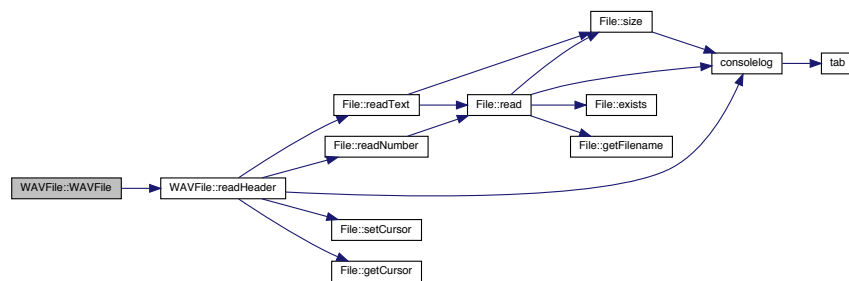 File::size
consolelog
tab
File::readText
File::read
File::exists
File::readNumber
File::getFilename
WAVFile::WAVFile
WAVFile::readHeader
File::setCursor
File::getCursor